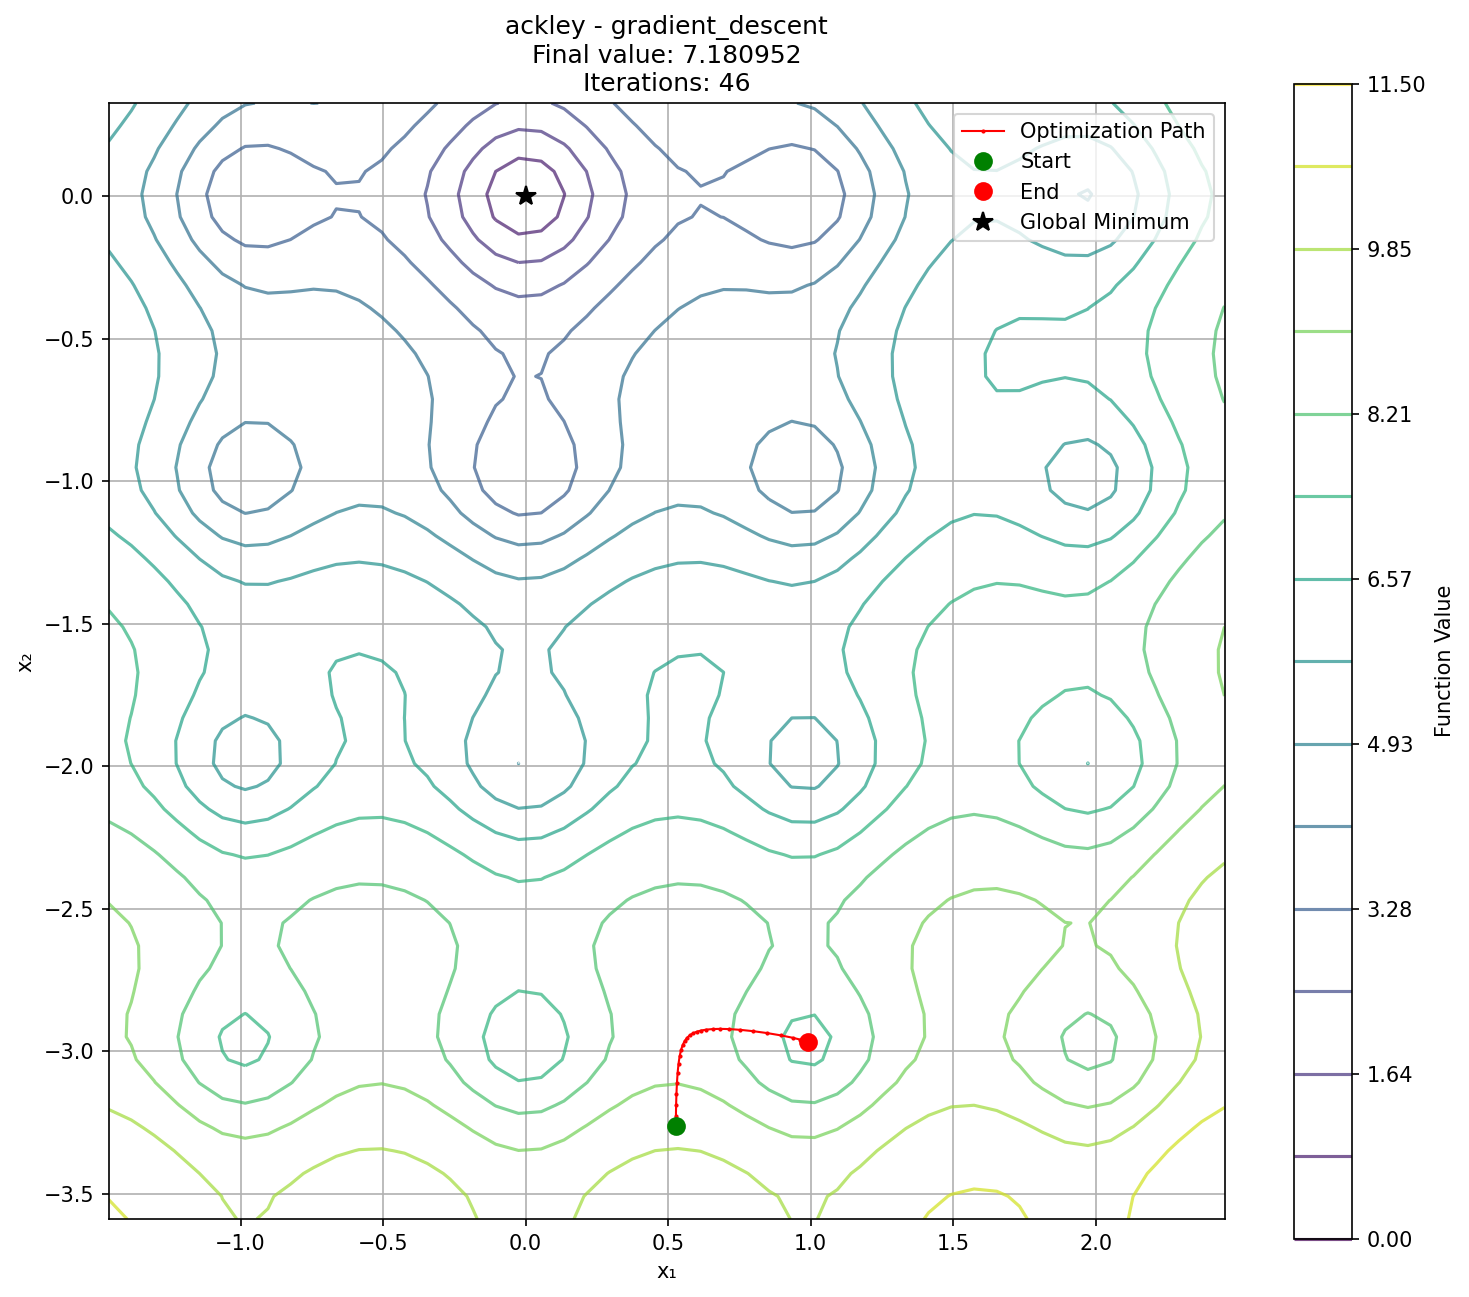 ackley - gradient_descent
Final value: 7.180952
Iterations: 46
Optimization Path
Start
End
Global Minimum
0.0
−0.5
−1.0
−1.5
−2.0
−2.5
−3.0
−3.5
x₂
−1.0
−0.5
0.0
0.5
1.0
1.5
2.0
x₁
11.50
9.85
8.21
6.57
4.93
3.28
1.64
0.00
Function Value